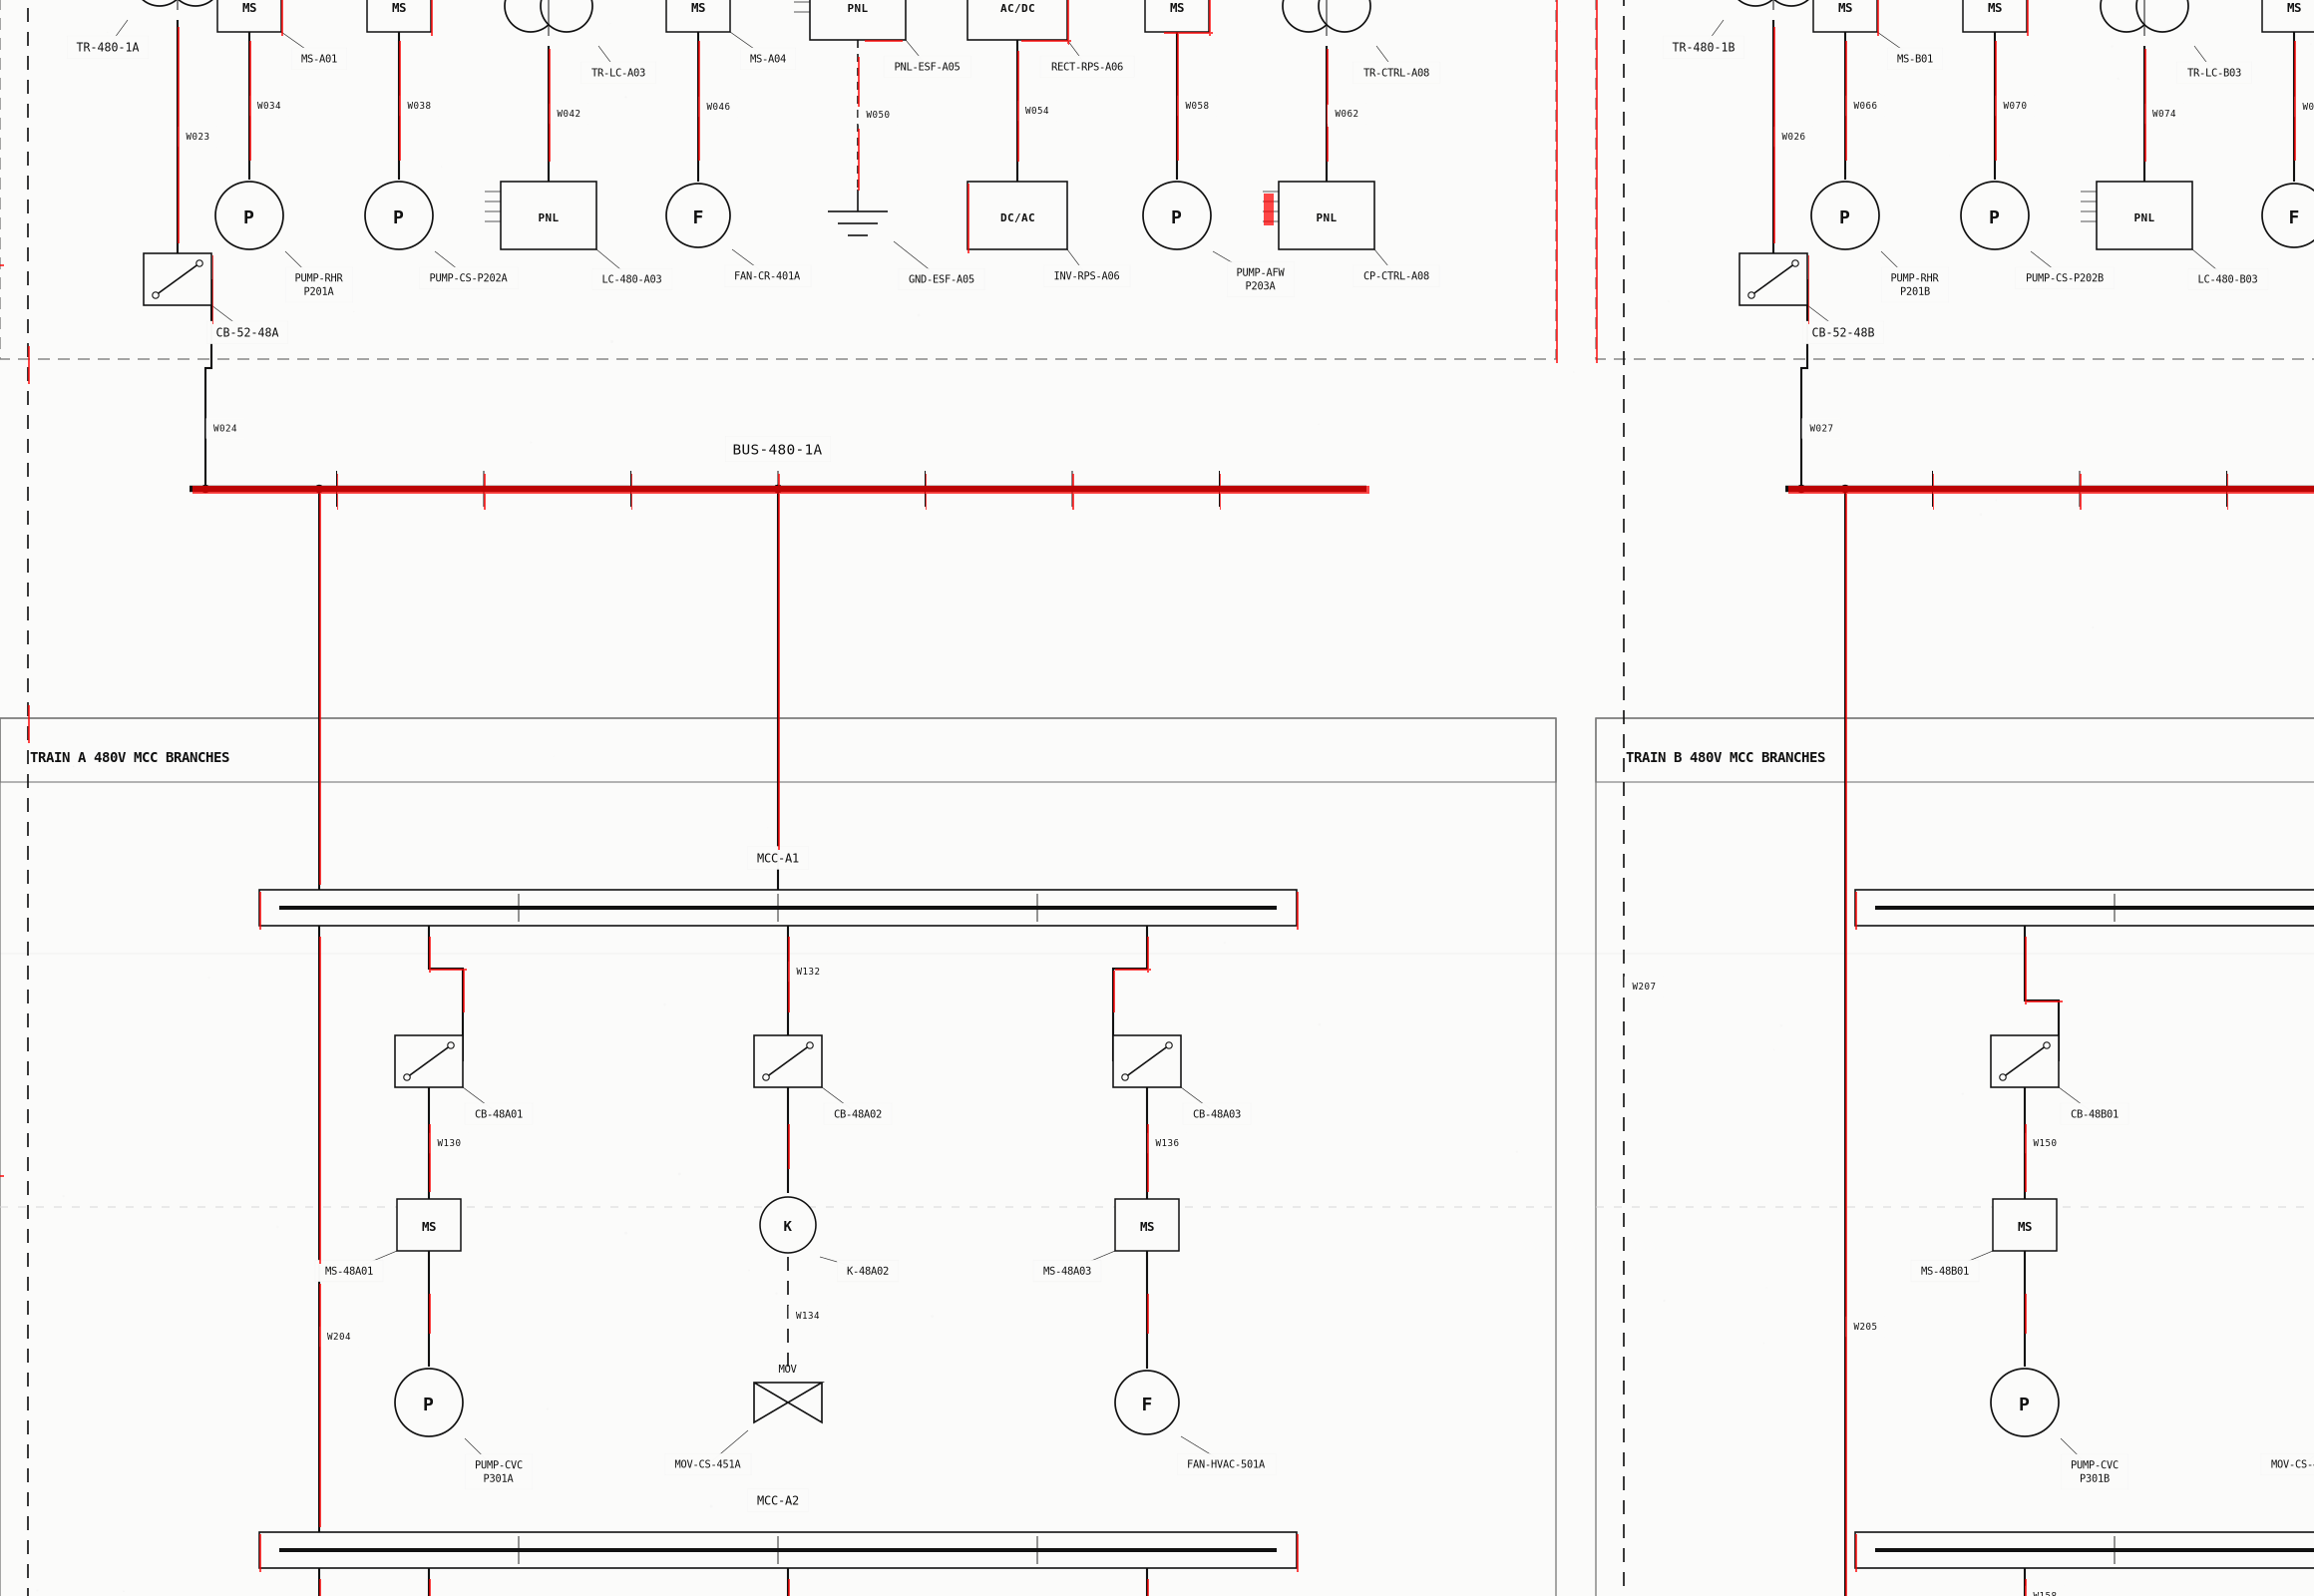 MS
MS
MS
PNL
AC/DC
MS
MS
MS
MS
TR-480-1A
MS-A01
TR-LC-A03
MS-A04
PNL-ESF-A05
RECT-RPS-A06
TR-CTRL-A08
TR-480-1B
MS-B01
TR-LC-B03
W023
W034
W038
W042
W046
W050
W054
W058
W062
W026
W066
W070
W074
P
P
PNL
F
DC/AC
P
PNL
P
P
PNL
F
PUMP-RHR
P201A
PUMP-CS-P202A
LC-480-A03
FAN-CR-401A
GND-ESF-A05
INV-RPS-A06
PUMP-AFW
P203A
CP-CTRL-A08
PUMP-RHR
P201B
PUMP-CS-P202B
LC-480-B03
CB-52-48A
CB-52-48B
W024
W027
BUS-480-1A
TRAIN A 480V MCC BRANCHES
TRAIN B 480V MCC BRANCHES
MCC-A1
W132
W207
CB-48A01
CB-48A02
CB-48A03
CB-48B01
W130
W136
W150
MS
K
MS
MS
MS-48A01
K-48A02
MS-48A03
MS-48B01
W134
W204
W205
MOV
P
F
P
PUMP-CVC
P301A
MOV-CS-451A
FAN-HVAC-501A
PUMP-CVC
P301B
MOV-CS-
MCC-A2
W158